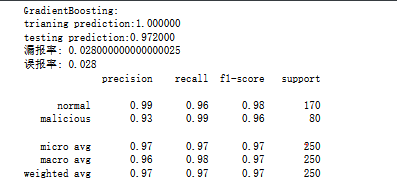 GradientBoosting:
trianing prediction:1.000000
testing prediction:0.972000
漏报率: 0.028000000000000025
误报率: 0.028
precision recall f1-score support
normal 0.99 0.96 0.98 170
malicious 0.93 0.99 0.96 80
micro avg 0.97 0.97 0.97 250
macro avg 0.96 0.98 0.97 250
weighted avg 0.97 0.97 0.97 250